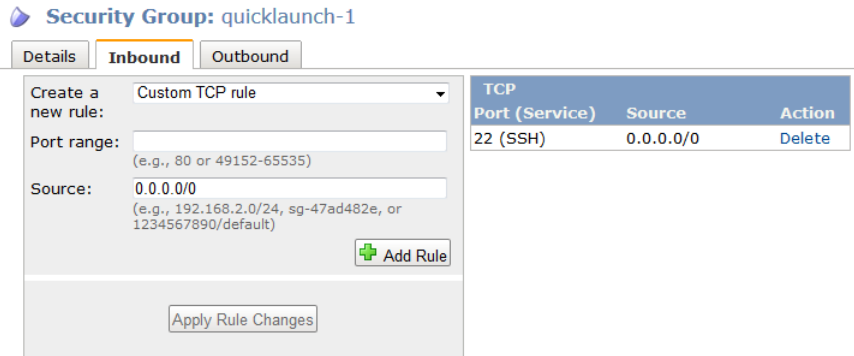 Security Group: quicklaunch-1
Details Inbound Outbound
Create a new rule: Custom TCP rule
Port range:
(e.g., 80 or 49152-65535)
Source: 0.0.0.0/0
(e.g., 192.168.2.0/24, sg-47ad482e, or
1234567890/default)
Add Rule
Apply Rule Changes
TCP
Port (Service) Source Action
22 (SSH) 0.0.0.0/0 Delete